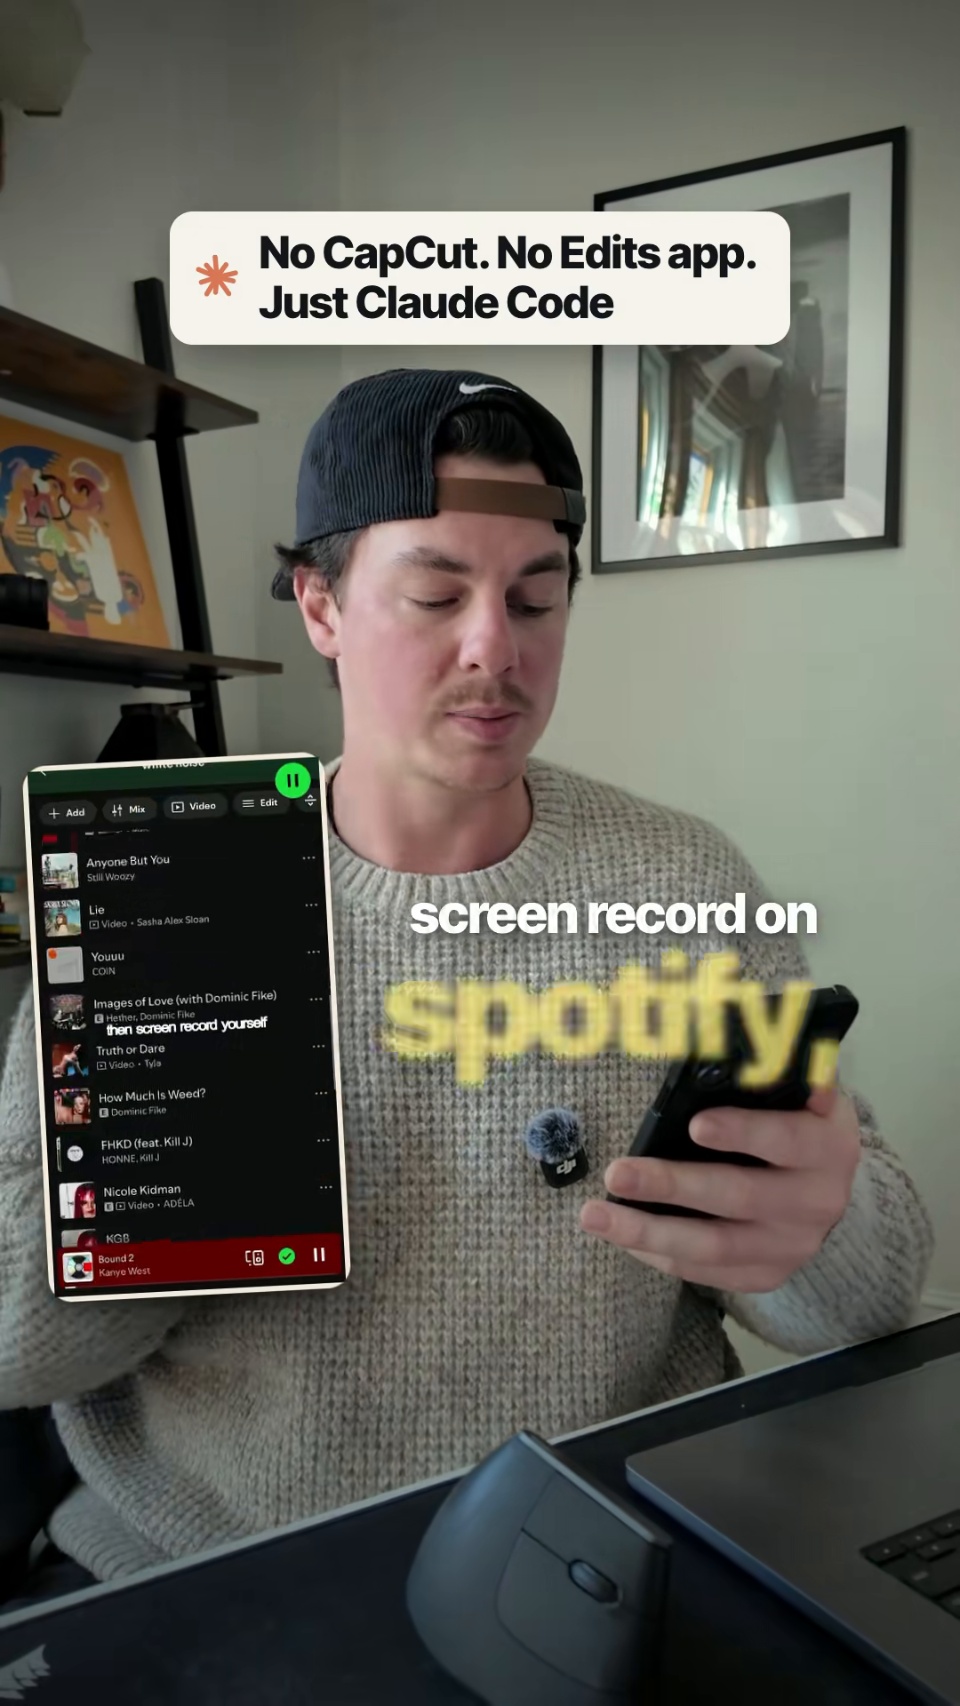 No CapCut. No Edits app.
Just Claude Code
white noise
Add
Mix
Video
Edit
Anyone But You
Still Woozy
Lie
Video • Sasha Alex Sloan
Youuu
COIN
Images of Love (with Dominic Fike)
E Hether, Dominic Fike
then screen record yourself
Truth or Dare
Video • Tyla
How Much Is Weed?
E Dominic Fike
FHKD (feat. Kill J)
HONNE, Kill J
Nicole Kidman
E Video • ADÉLA
KGB
Bound 2
Kanye West
screen record on
spotify,
dji